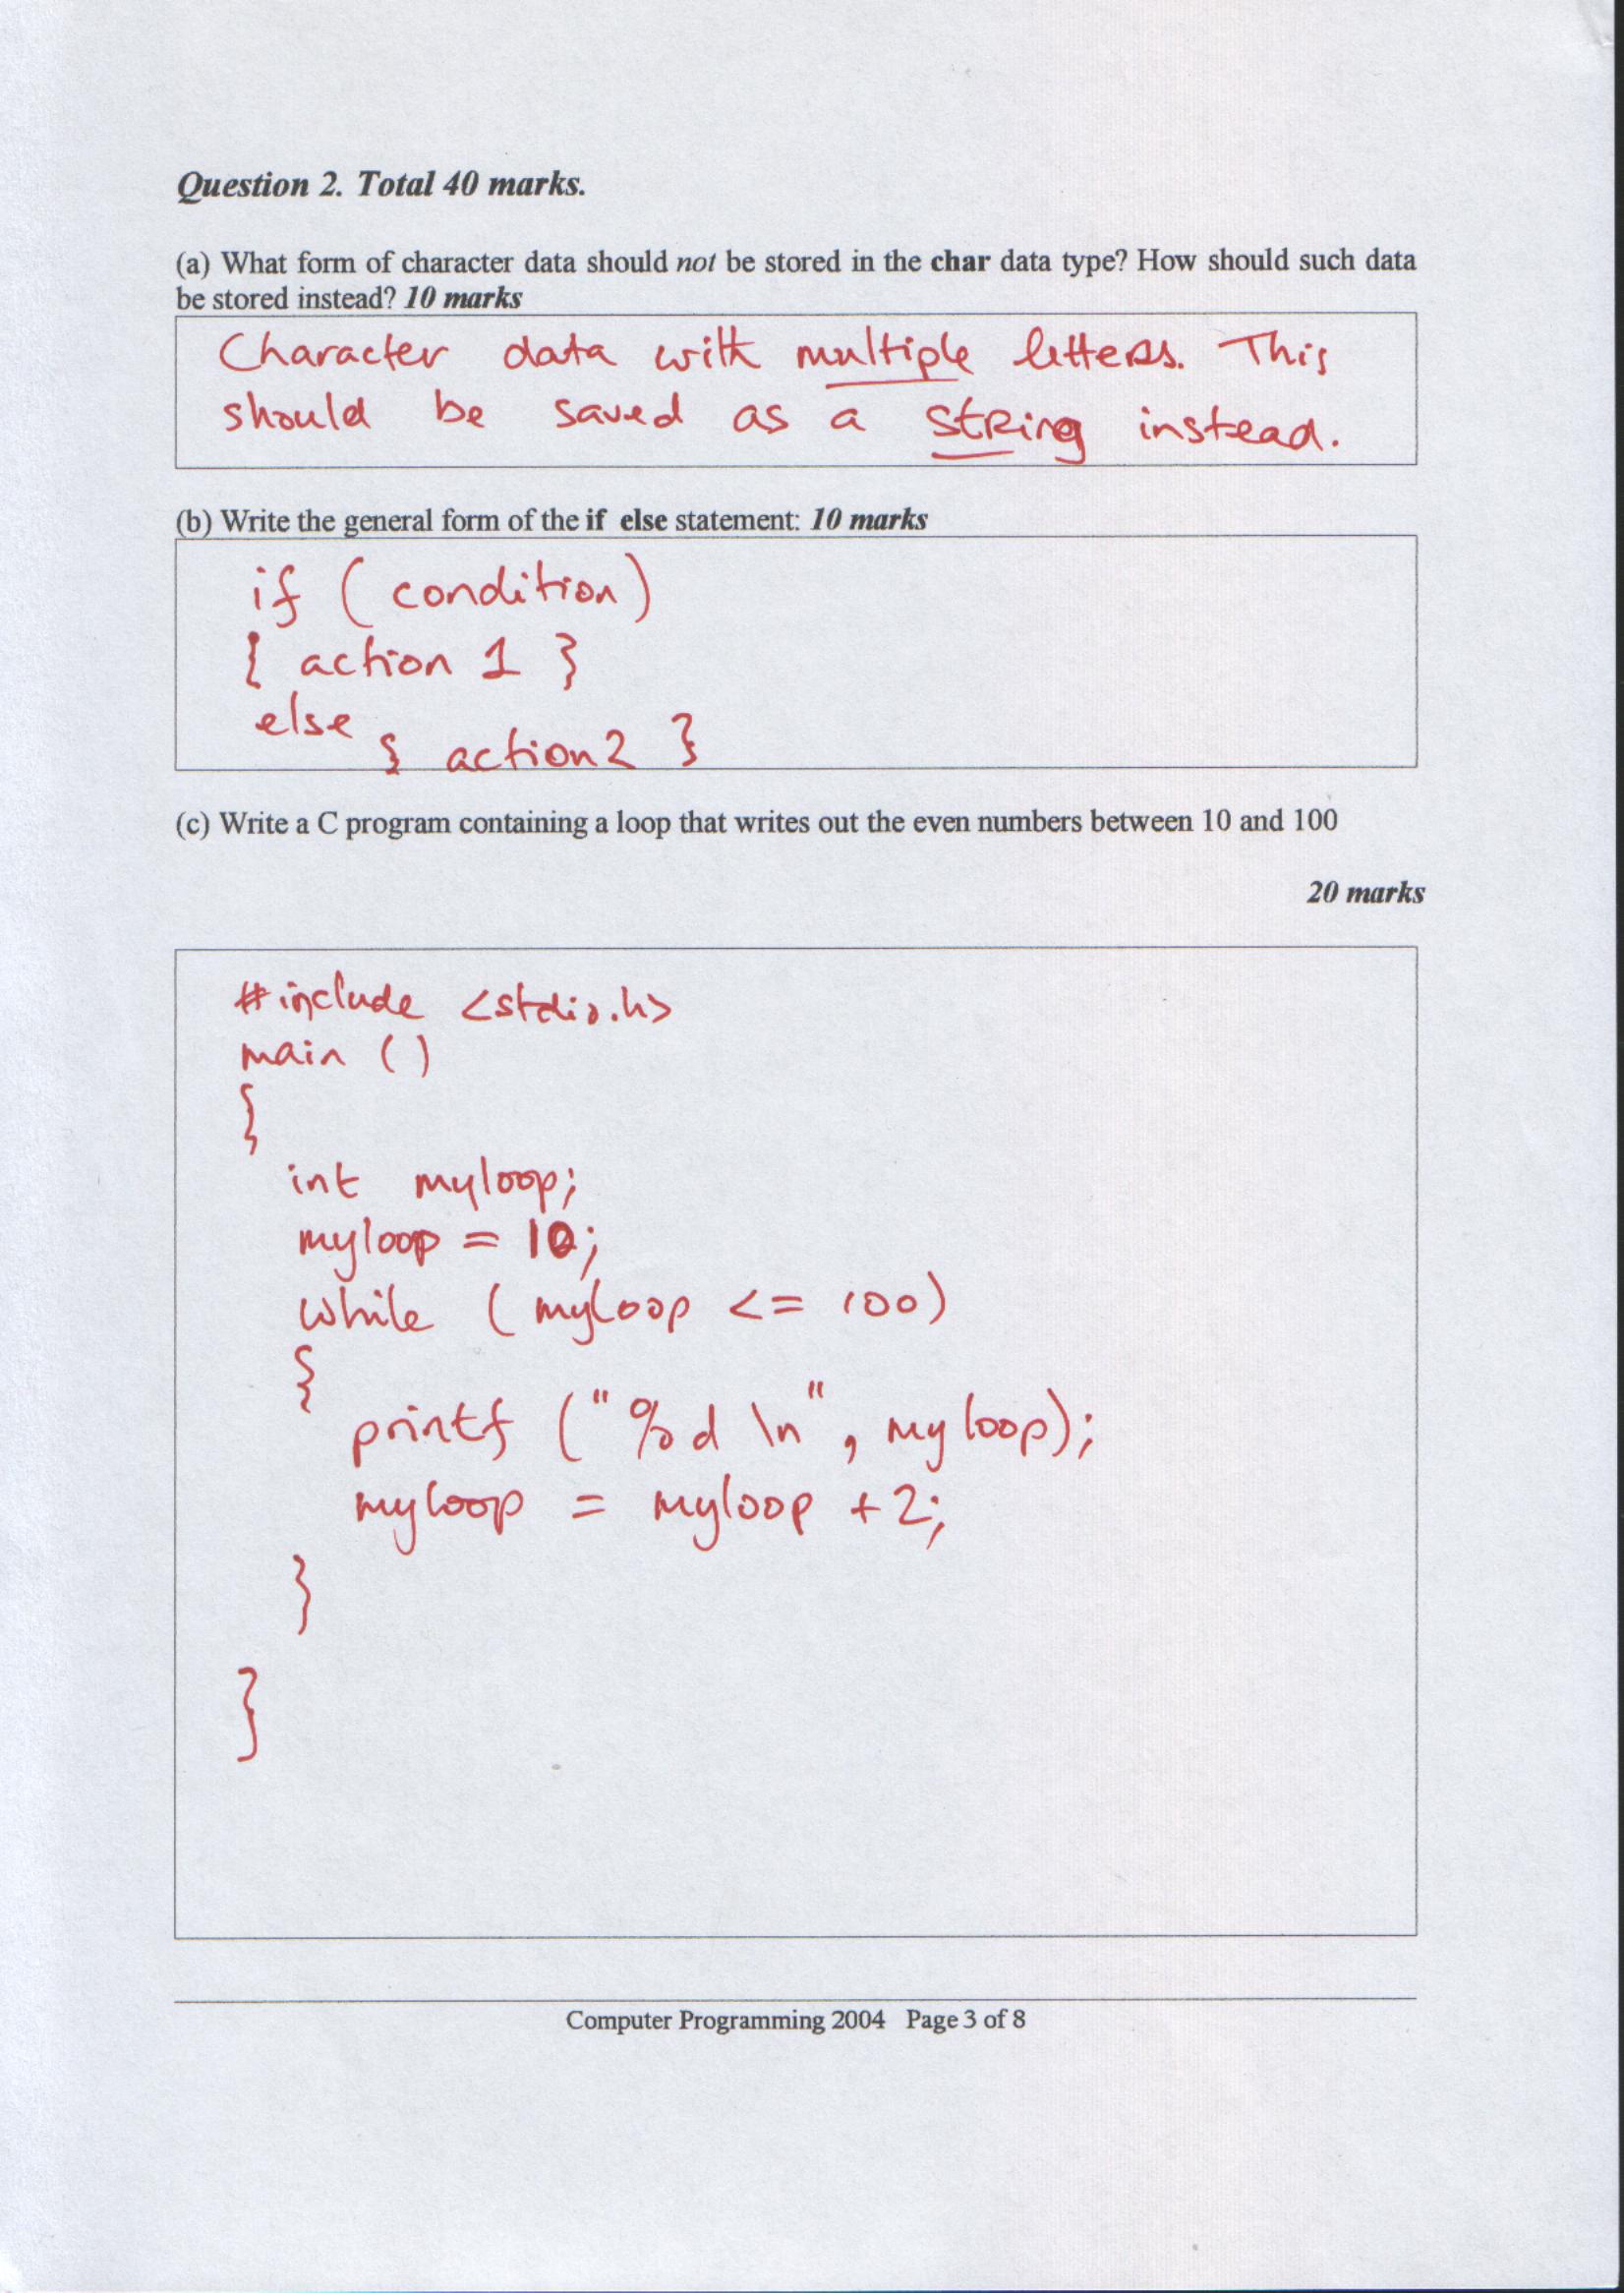 Question 2. Total 40 marks.
(a) What form of character data should not be stored in the char data type? How should such data
be stored instead? 10 marks
Character data with multiple letters. This
should be saved as a string instead.
(b) Write the general form of the if else statement: 10 marks
if (condition)
{ action 1 }
else
{ action2 }
(c) Write a C program containing a loop that writes out the even numbers between 10 and 100
20 marks
#include <stdio.h>
main ()
{
int myloop;
myloop = 10;
while (myloop <= 100)
{
printf ("%d \n", myloop);
myloop = myloop +2;
}
}
Computer Programming 2004 Page 3 of 8